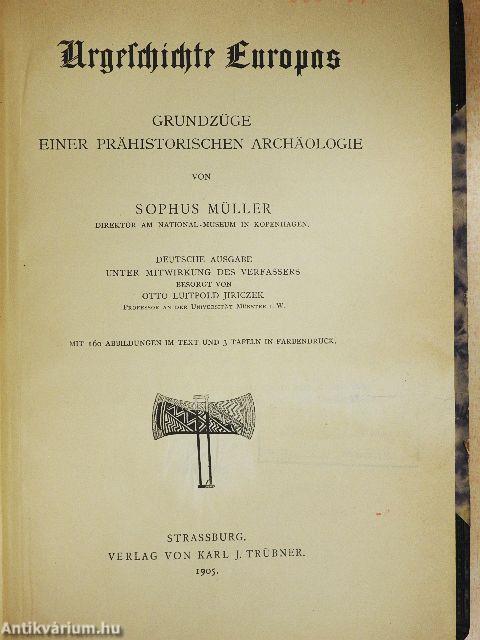 Urgeschichte Europas
GRUNDZÜGE
EINER PRÄHISTORISCHEN ARCHÄOLOGIE
VON
SOPHUS MÜLLER
DIREKTOR AM NATIONAL-MUSEUM IN KOPENHAGEN.
DEUTSCHE AUSGABE
UNTER MITWIRKUNG DES VERFASSERS
BESORGT VON
OTTO LUITPOLD JIRICZEK
PROFESSOR AN DER UNIVERSITÄT MÜNSTER I. W.
MIT 160 ABBILDUNGEN IM TEXT UND 3 TAFELN IN FARBENDRUCK.
STRASSBURG.
VERLAG VON KARL J. TRÜBNER.
1905.
Antikvárium.hu